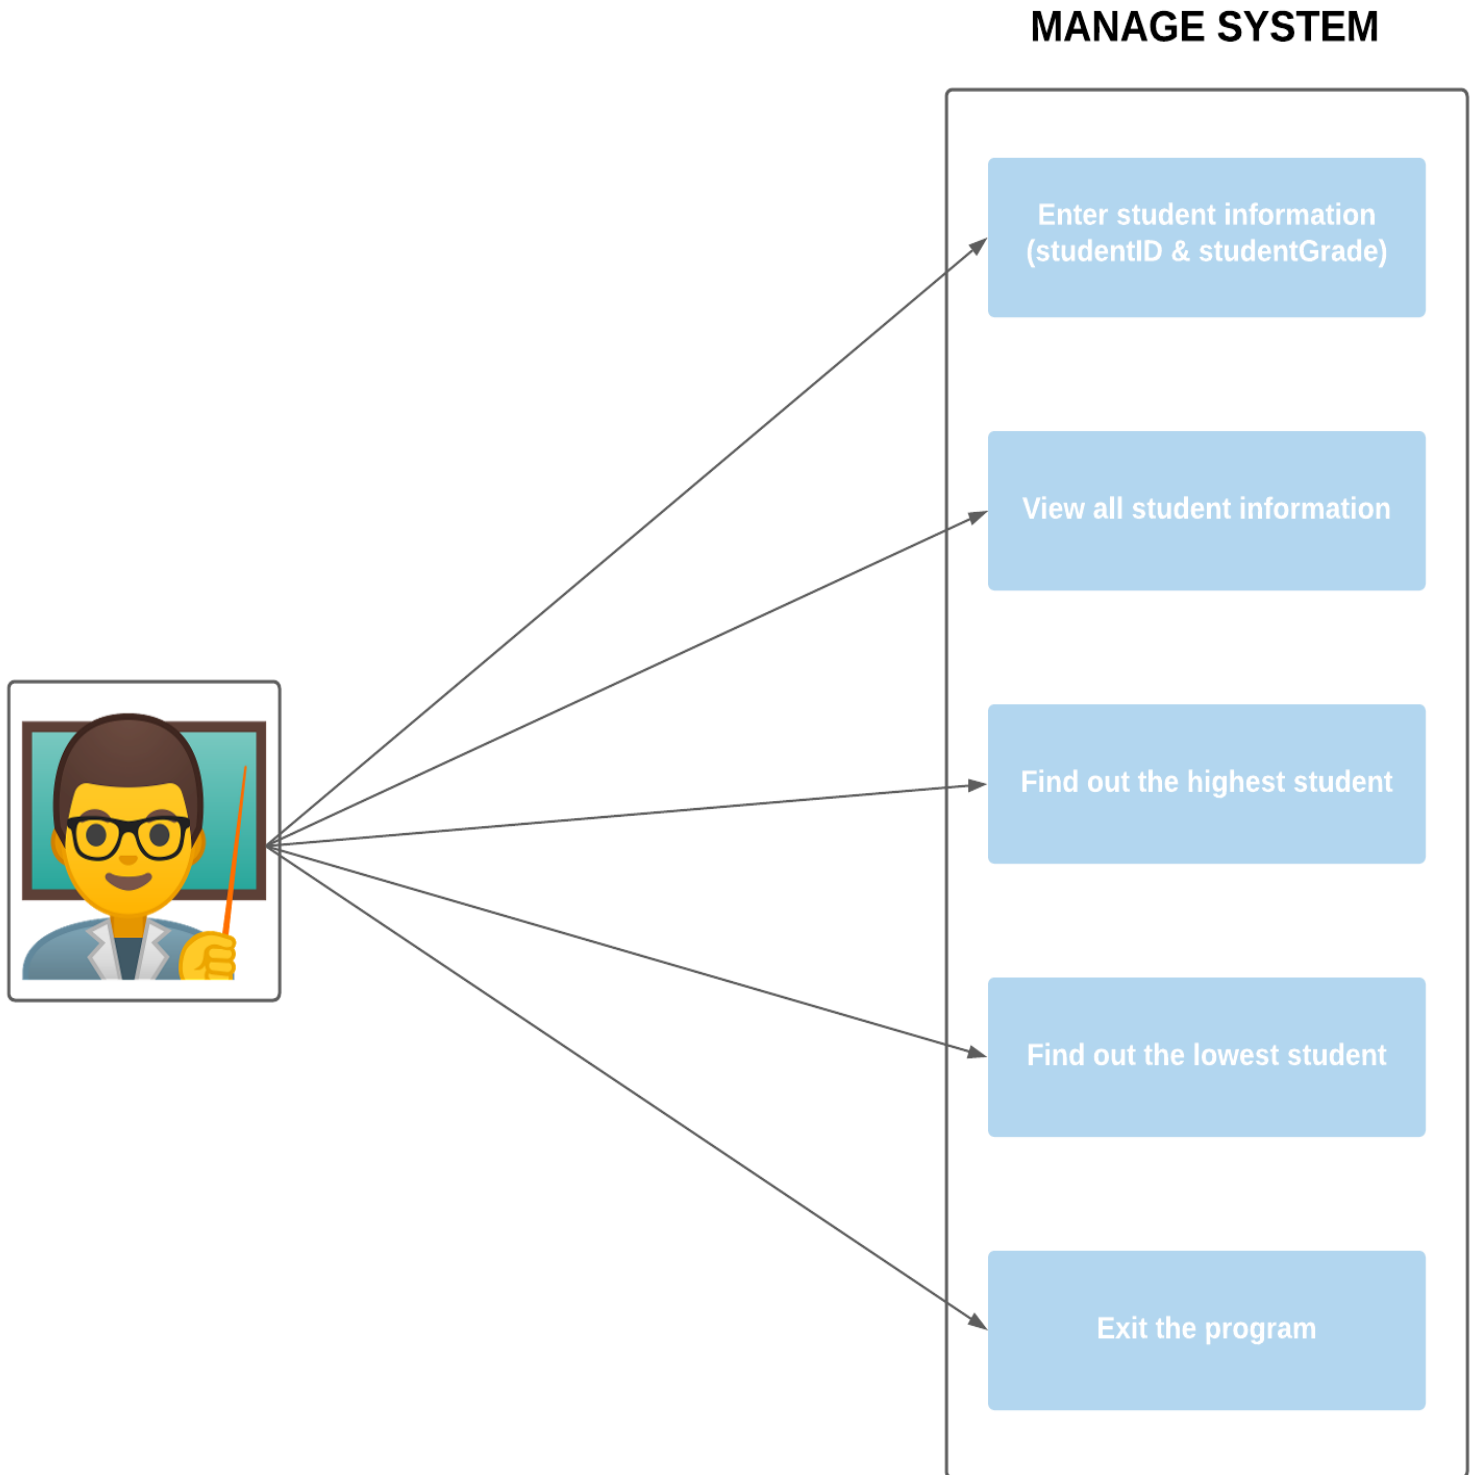 MANAGE SYSTEM
Enter student information
(studentID & studentGrade)
View all student information
Find out the highest student
Find out the lowest student
Exit the program